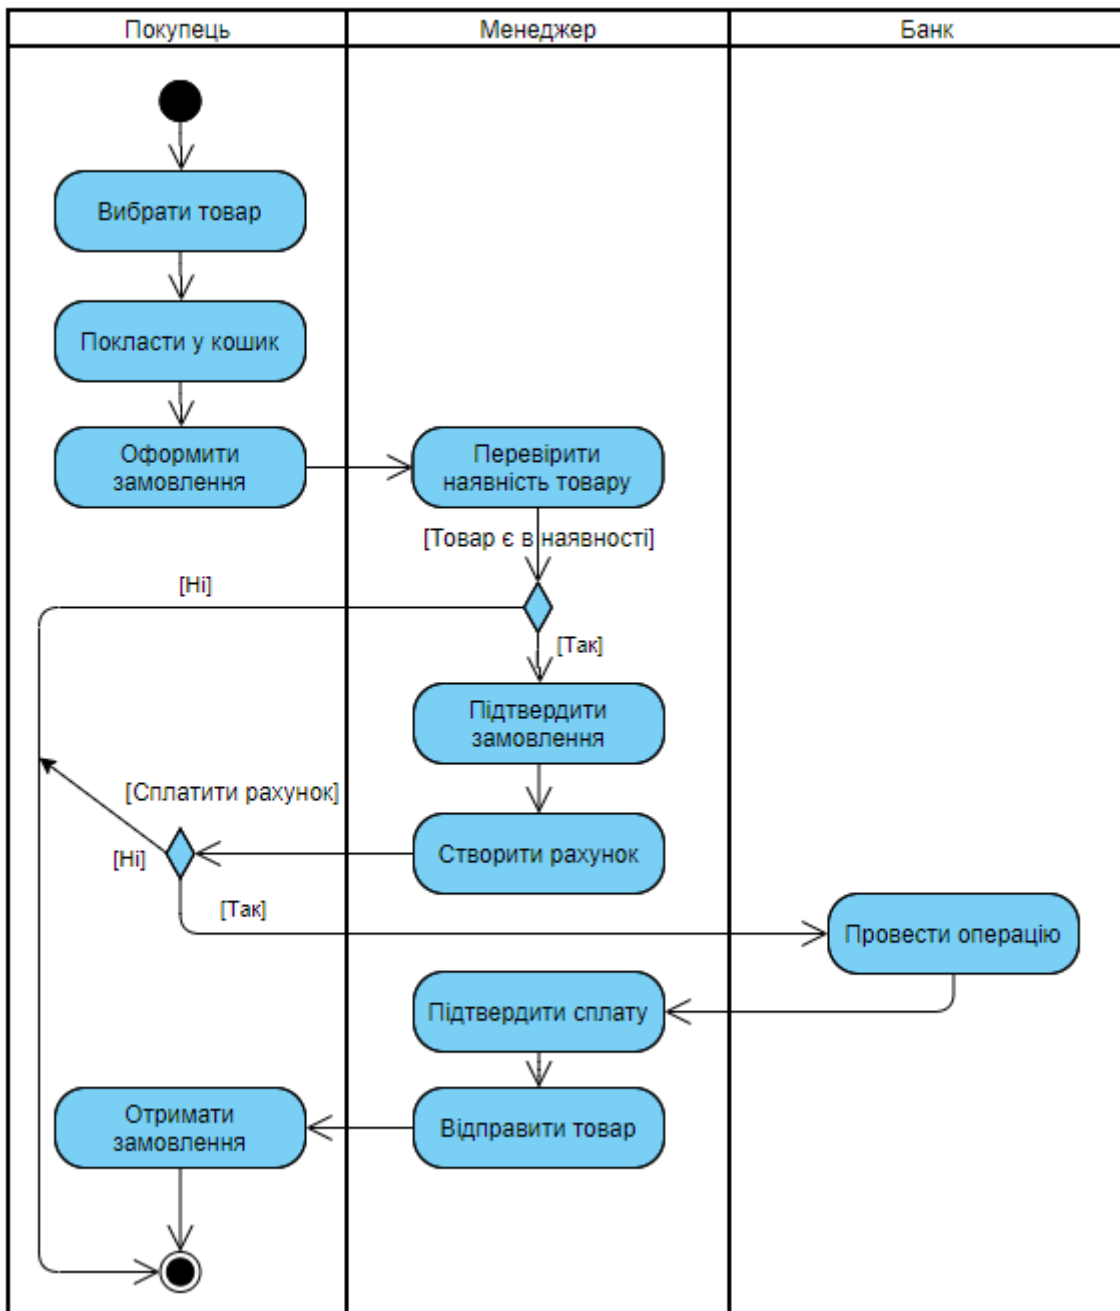 Покупець
Менеджер
Банк
Вибрати товар
Покласти у кошик
Оформити
замовлення
Перевірити
наявність товару
[Товар є в наявності]
[Ні]
[Так]
Підтвердити
замовлення
[Сплатити рахунок]
[Ні]
Створити рахунок
[Так]
Провести операцію
Підтвердити сплату
Отримати
замовлення
Відправити товар